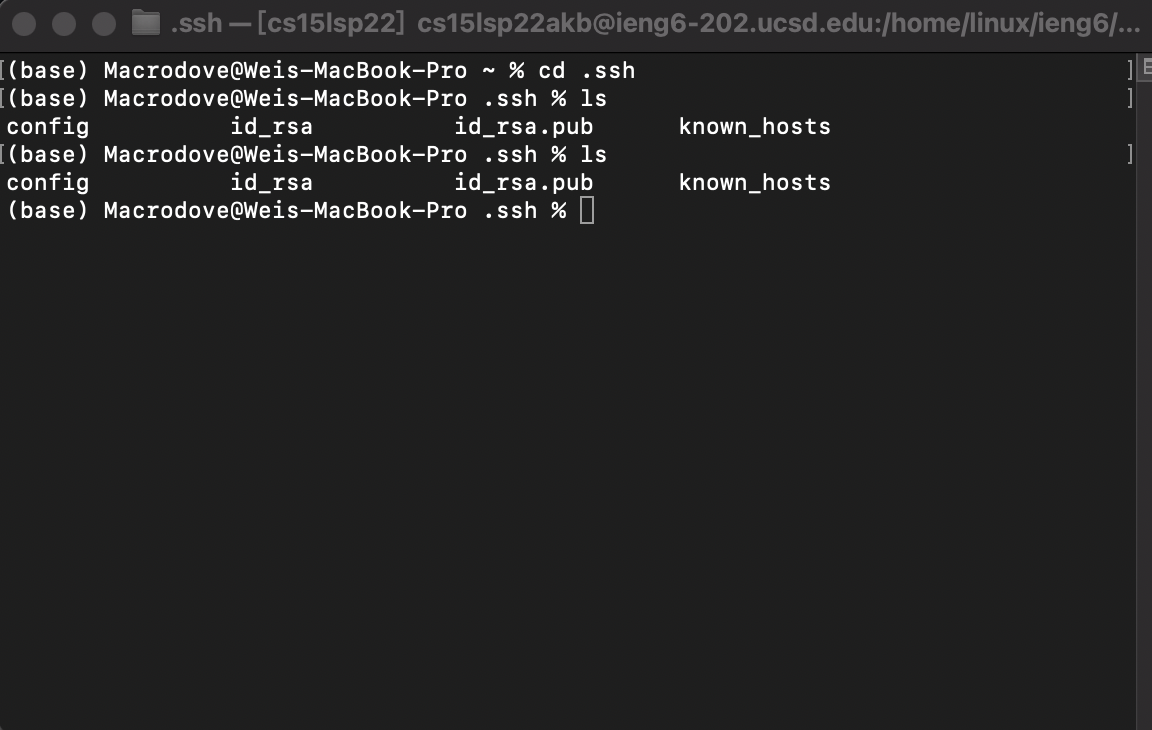 .ssh — [cs15lsp22] cs15lsp22akb@ieng6-202.ucsd.edu:/home/linux/ieng6/...
[(base) Macrodove@Weis-MacBook-Pro ~ % cd .ssh ]
[(base) Macrodove@Weis-MacBook-Pro .ssh % ls ]
config id_rsa id_rsa.pub known_hosts
[(base) Macrodove@Weis-MacBook-Pro .ssh % ls ]
config id_rsa id_rsa.pub known_hosts
(base) Macrodove@Weis-MacBook-Pro .ssh %